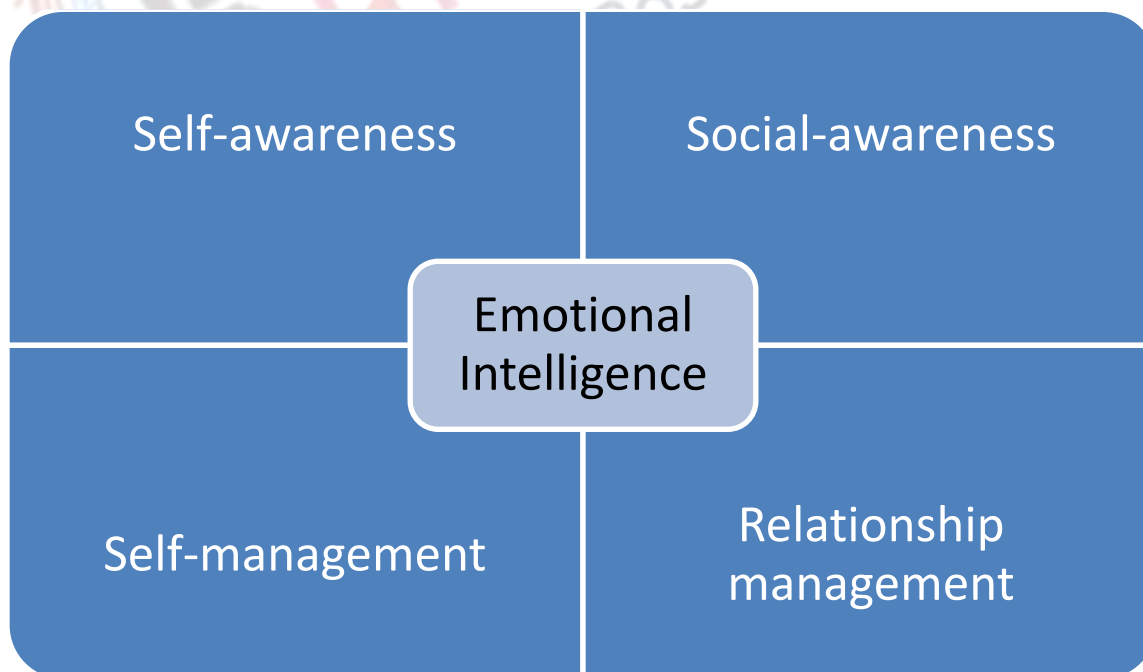 Self-awareness
Social-awareness
Emotional
Intelligence
Self-management
Relationship
management